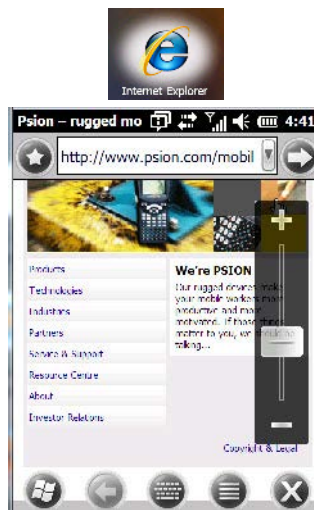 Internet Explorer
Psion – rugged mo 4:41
http://www.psion.com/mobil
Products
Technologies
Industries
Partners
Service & Support
Resource Centre
About
Investor Relations
We're PSION
Our rugged devices make
your mobile workers more
productive and more
motivated. If those things
matter to you, we should be
talking...
Copyright & Legal